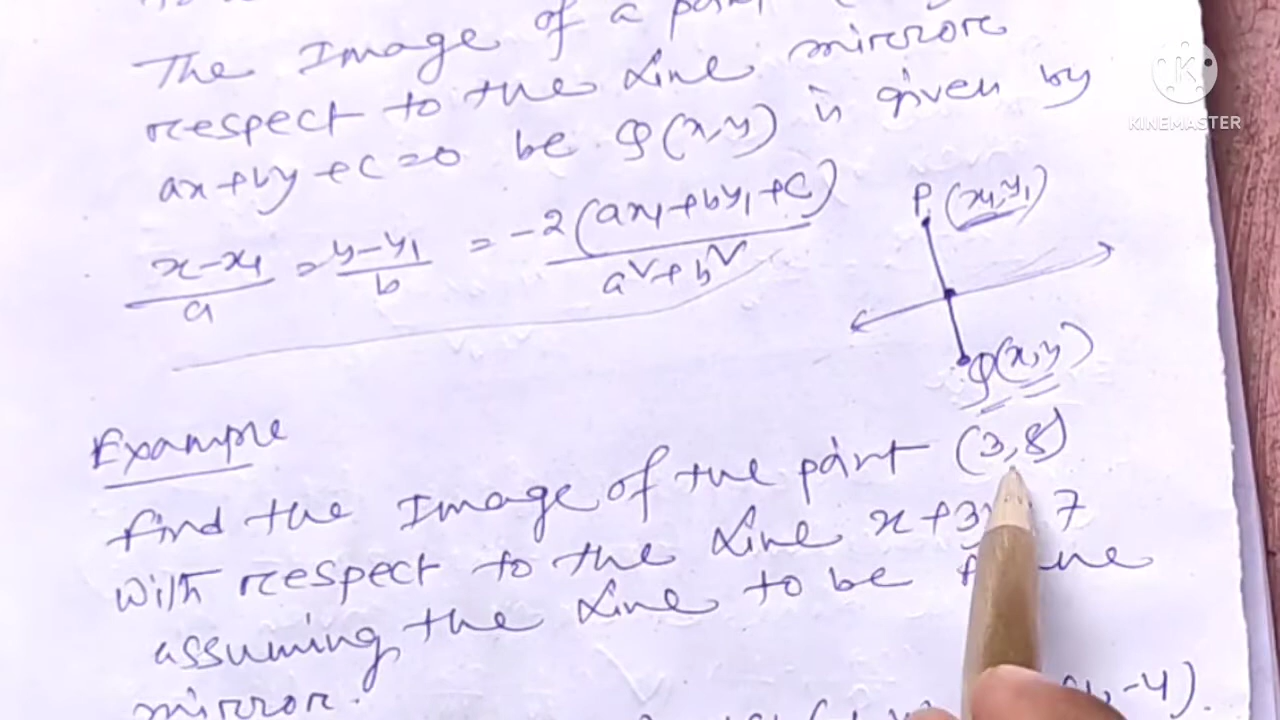 The Image of a point
respect to the Line mirror
ax+by+c=0 be Q(x,y) is given by
x-x1/a = y-y1/b = -2(ax1+by1+c)/a²+b²
P(x1,y1)
Q(x,y)
Example
find the Image of the point (3,8)
with respect to the Line x+3y 7
assuming the Line to be
mirror.
-4).
KINEMASTER